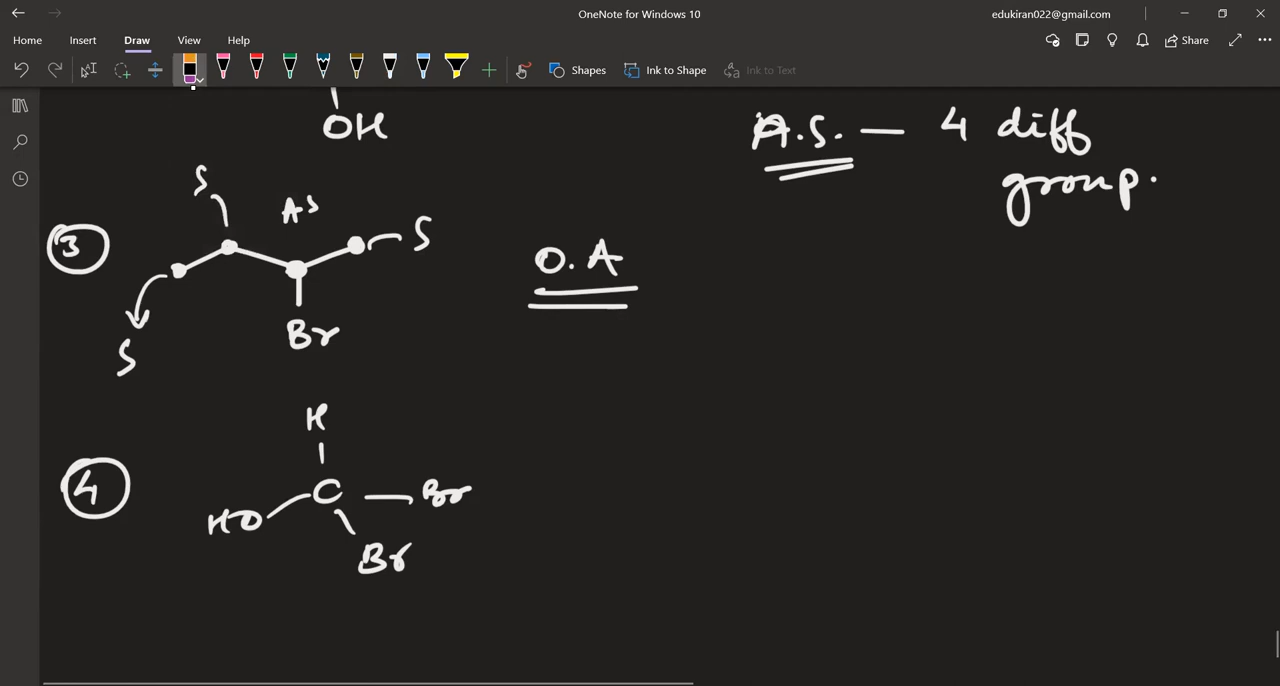 OneNote for Windows 10
edukiran022@gmail.com
Home Insert Draw View Help
Share
Shapes Ink to Shape Ink to Text
OH
A.S. — 4 diff
group.
S
AS
3
S
O.A
Br
S
H
4
C
Br
HO
Br